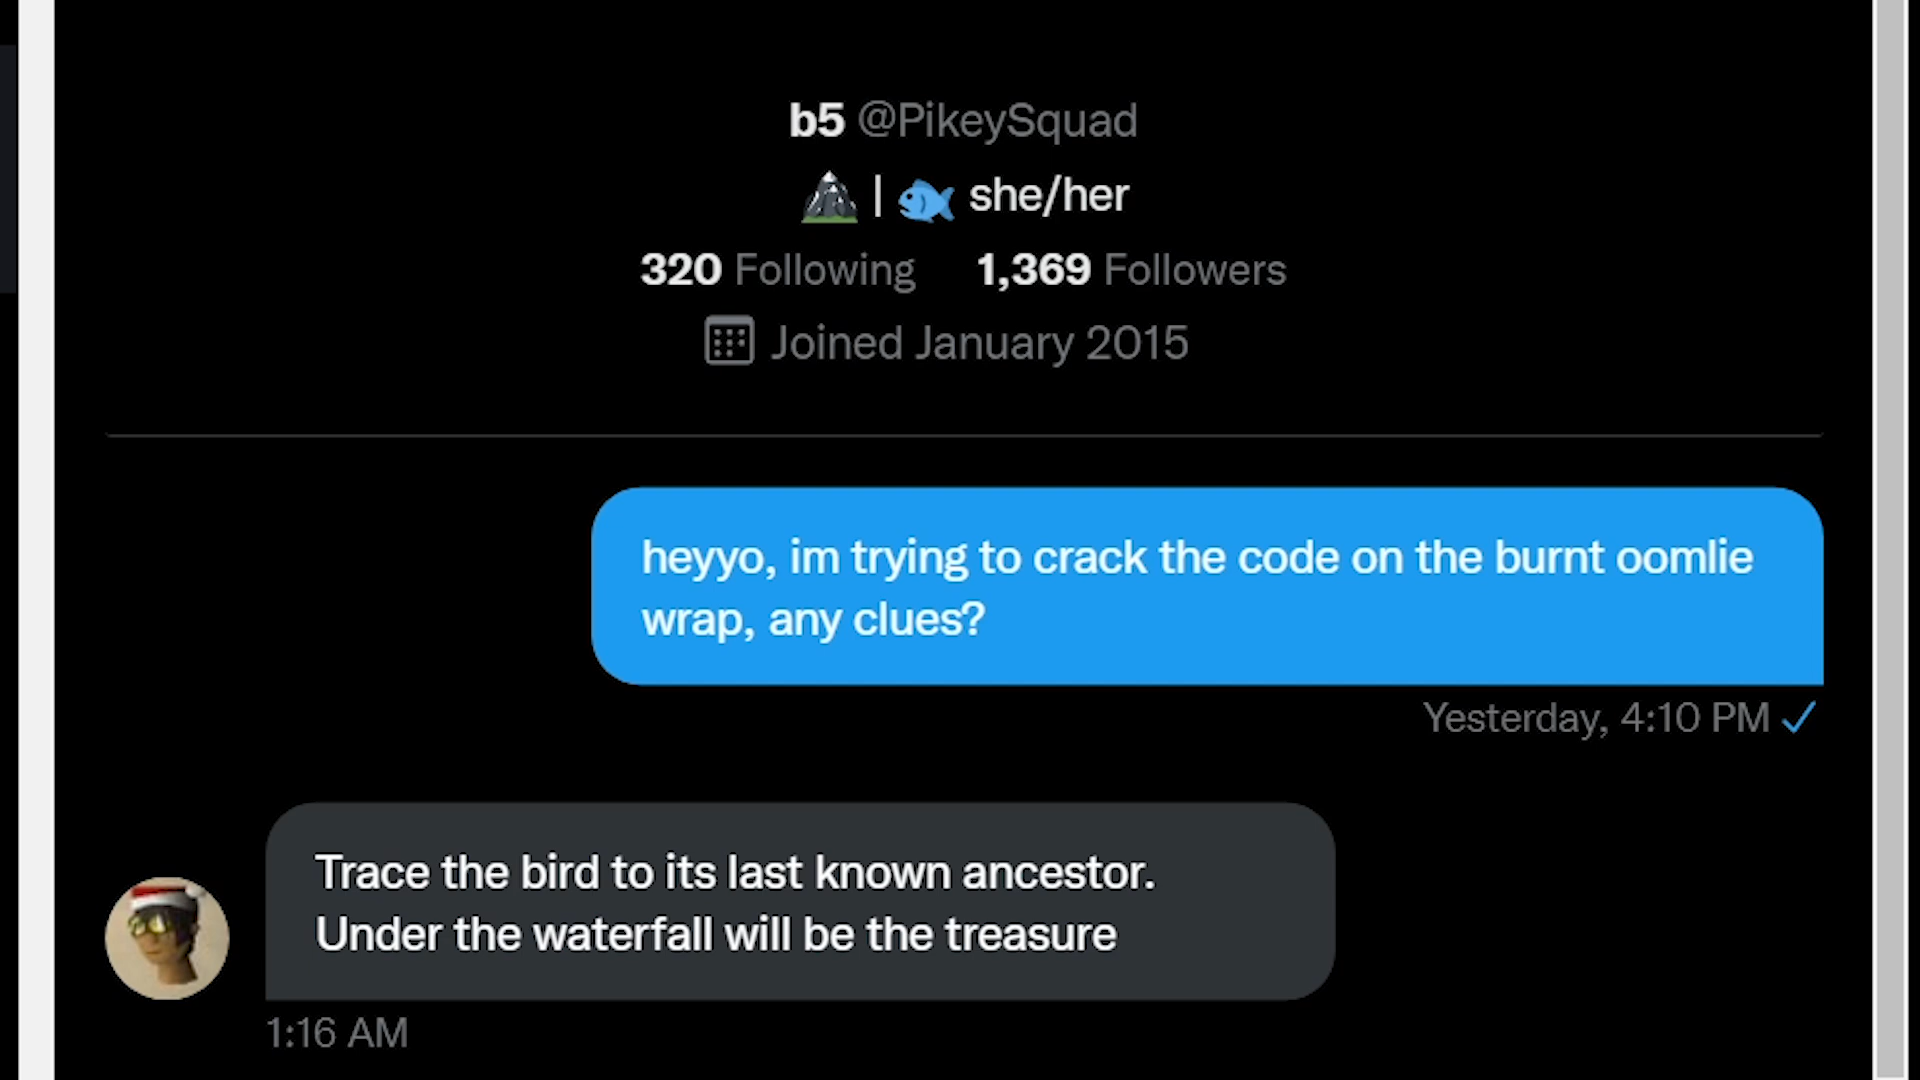 b5 @PikeySquad
⛰️ | 🐟 she/her
320 Following 1,369 Followers
Joined January 2015
heyyo, im trying to crack the code on the burnt oomlie
wrap, any clues?
Yesterday, 4:10 PM ✓
Trace the bird to its last known ancestor.
Under the waterfall will be the treasure
1:16 AM